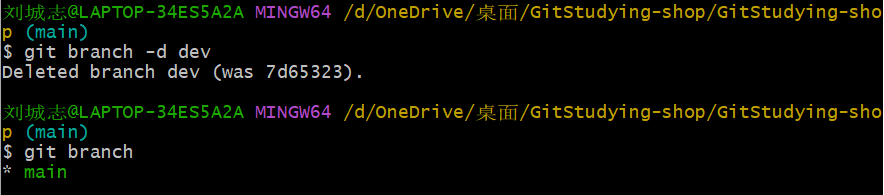 刘城志@LAPTOP-34ES5A2A MINGW64 /d/OneDrive/桌面/GitStudying-shop/GitStudying-sho
p (main)
$ git branch -d dev
Deleted branch dev (was 7d65323).
刘城志@LAPTOP-34ES5A2A MINGW64 /d/OneDrive/桌面/GitStudying-shop/GitStudying-sho
p (main)
$ git branch
* main